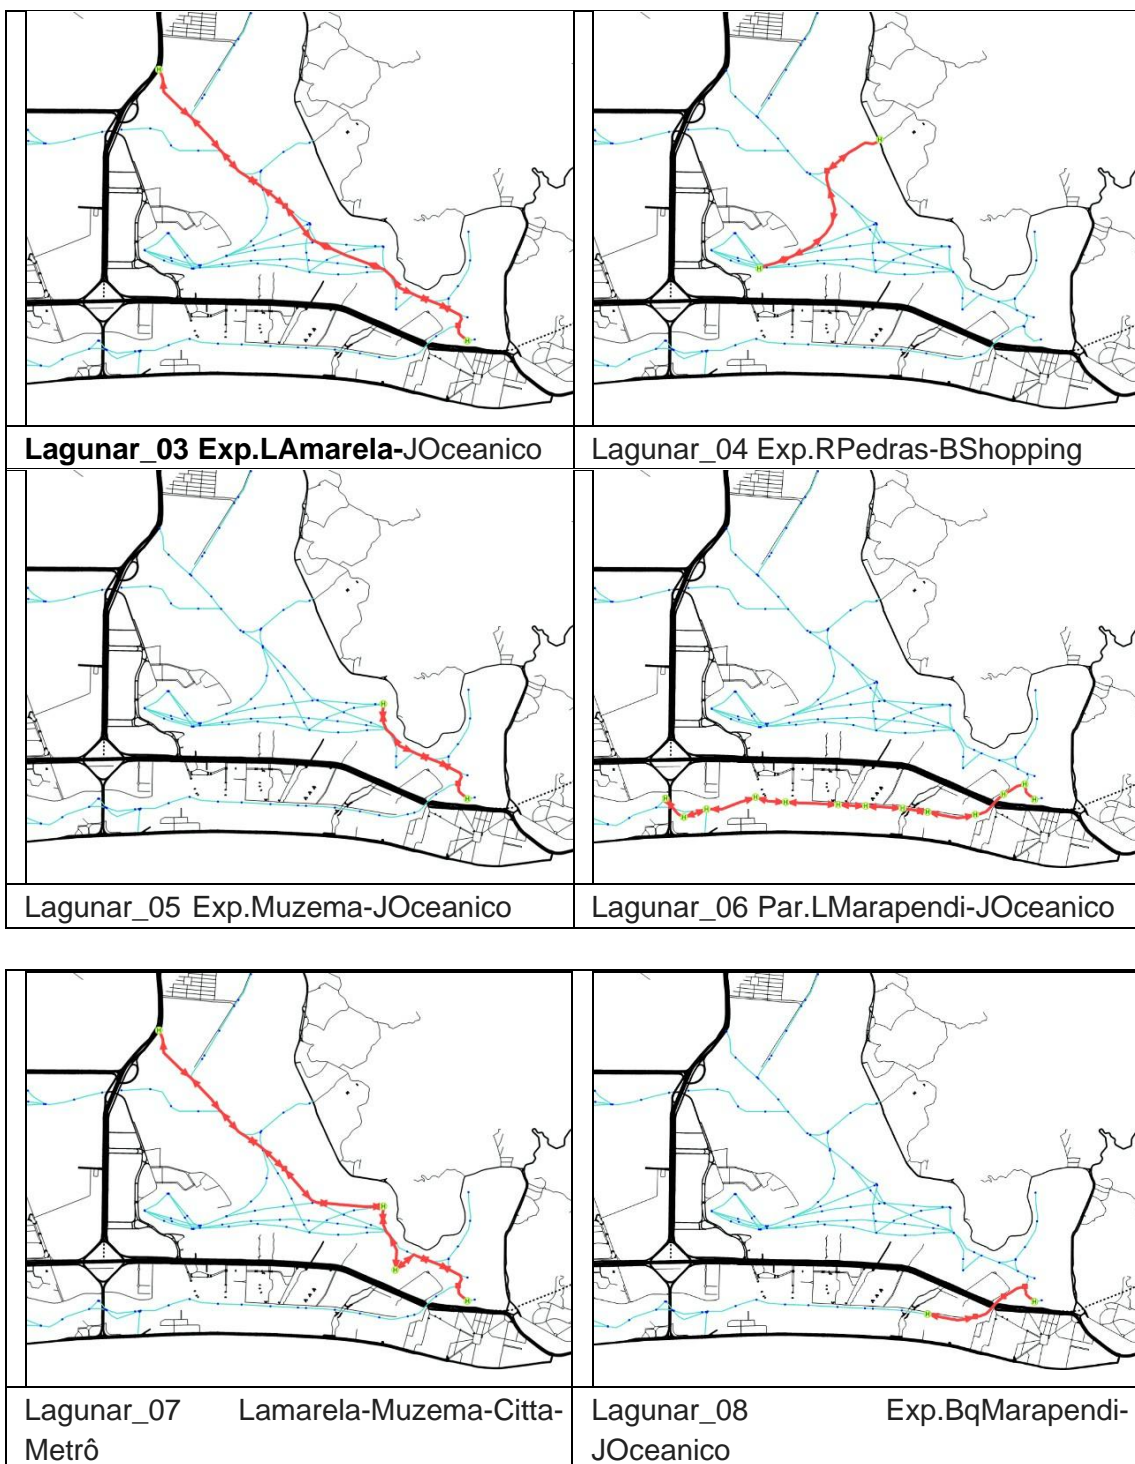 Lagunar_03 Exp.LAmarela-JOceanico
Lagunar_04 Exp.RPedras-BShopping
Lagunar_05 Exp.Muzema-JOceanico
Lagunar_06 Par.LMarapendi-JOceanico
Lagunar_07 Lamarela-Muzema-Citta-
Metrô
Lagunar_08 Exp.BqMarapendi-
JOceanico